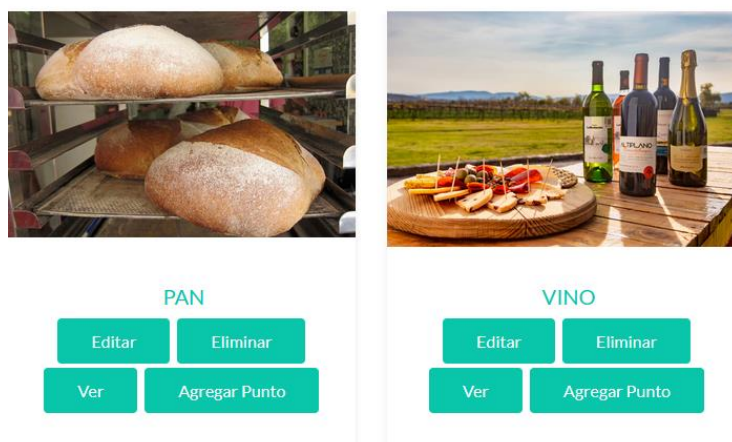 ALTIPLANO
PAN
Editar Eliminar
Ver Agregar Punto
VINO
Editar Eliminar
Ver Agregar Punto